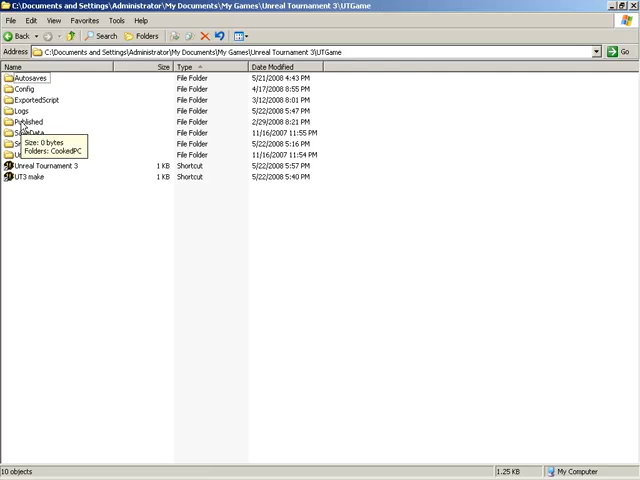 C:\Documents and Settings\Administrator\My Documents\My Games\Unreal Tournament 3\UTGame
File Edit View Favorites Tools Help
Back Search Folders
Address C:\Documents and Settings\Administrator\My Documents\My Games\Unreal Tournament 3\UTGame Go
Name Size Type Date Modified
Autosaves File Folder 5/21/2008 4:43 PM
Config File Folder 4/17/2008 8:55 PM
ExportedScript File Folder 3/12/2008 8:01 PM
Logs File Folder 5/22/2008 5:47 PM
Published File Folder 2/29/2008 8:21 PM
File Folder 11/16/2007 11:55 PM
File Folder 5/22/2008 5:16 PM
File Folder 11/16/2007 11:54 PM
Size: 0 bytes
Folders: CookedPC
Unreal Tournament 3 1 KB Shortcut 5/22/2008 5:57 PM
UT3 make 1 KB Shortcut 5/22/2008 5:40 PM
10 objects 1.25 KB My Computer